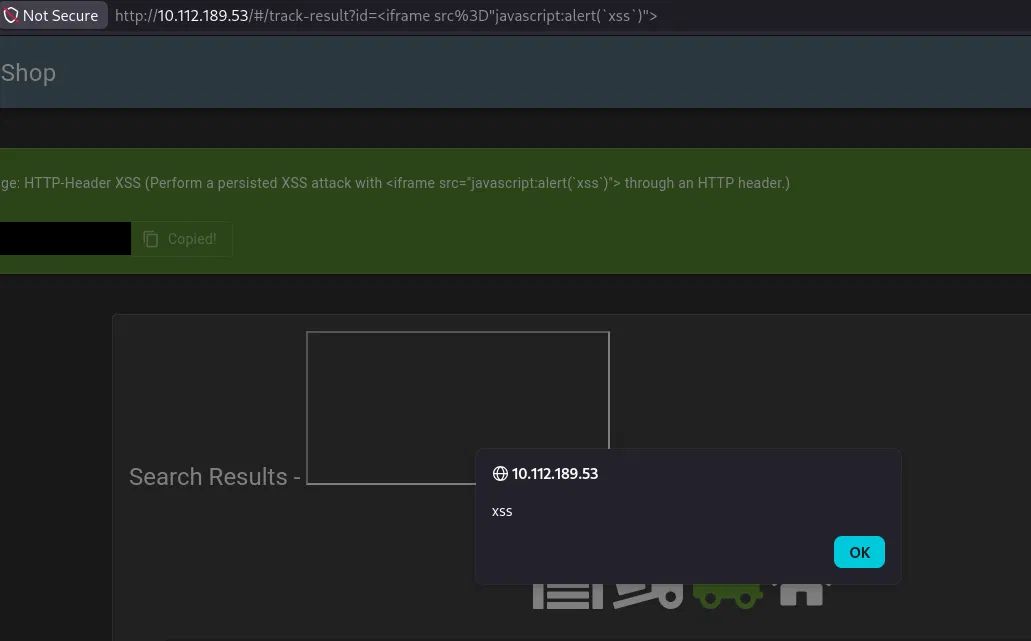 Not Secure http://10.112.189.53/#/track-result?id=<iframe src%3D"javascript:alert(`xss`)">
Shop
ge: HTTP-Header XSS (Perform a persisted XSS attack with <iframe src="javascript:alert(`xss`)"> through an HTTP header.)
Copied!
Search Results -
10.112.189.53
xss
OK